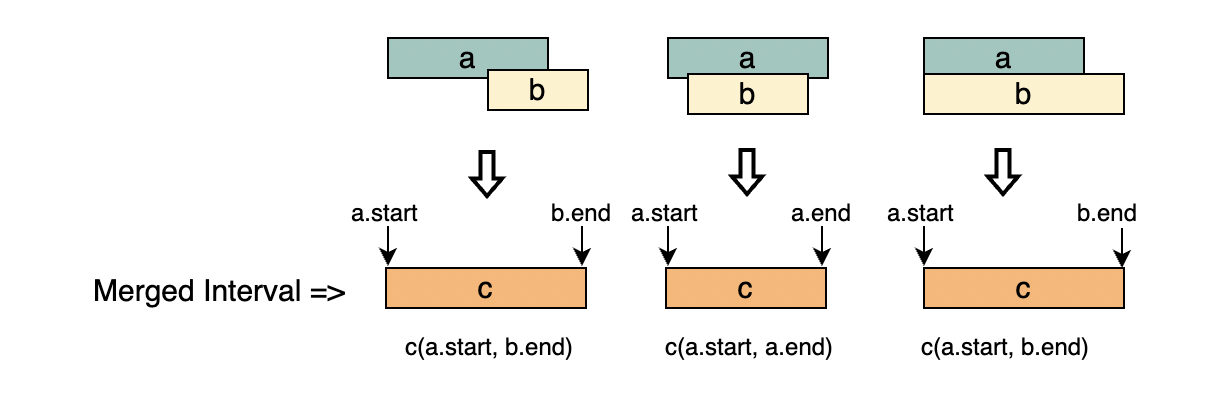 a
b
a
b
a
b
a.start b.end a.start a.end a.start b.end
Merged Interval => c c c
c(a.start, b.end) c(a.start, a.end) c(a.start, b.end)